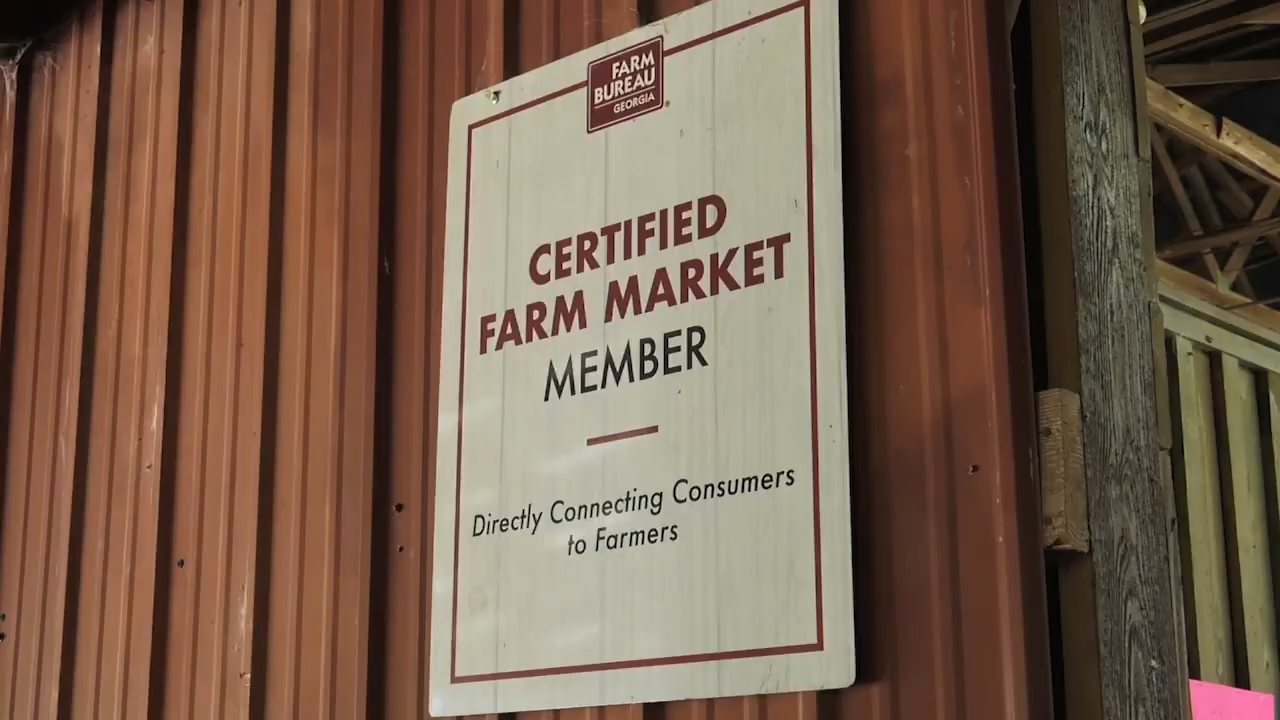 FARM
BUREAU
GEORGIA
CERTIFIED
FARM MARKET
MEMBER
Directly Connecting Consumers
to Farmers